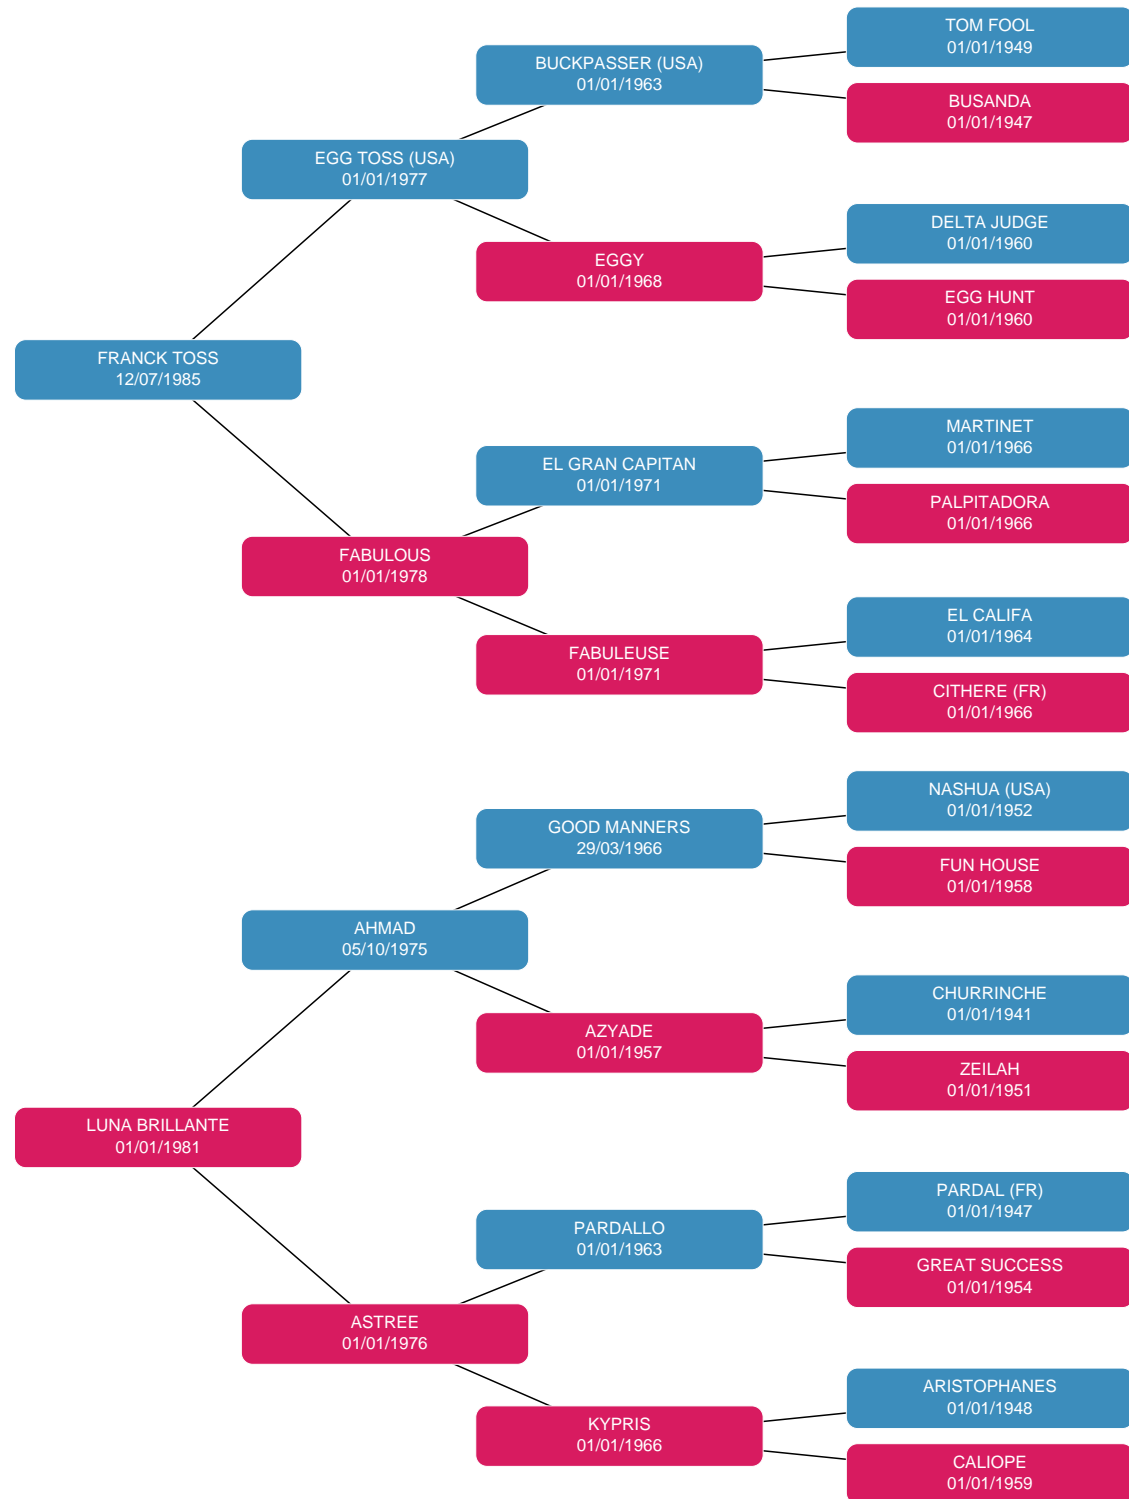 TOM FOOL
01/01/1949
BUCKPASSER (USA)
01/01/1963
BUSANDA
01/01/1947
EGG TOSS (USA)
01/01/1977
DELTA JUDGE
01/01/1960
EGGY
01/01/1968
EGG HUNT
01/01/1960
FRANCK TOSS
12/07/1985
MARTINET
01/01/1966
EL GRAN CAPITAN
01/01/1971
PALPITADORA
01/01/1966
FABULOUS
01/01/1978
EL CALIFA
01/01/1964
FABULEUSE
01/01/1971
CITHERE (FR)
01/01/1966
NASHUA (USA)
01/01/1952
GOOD MANNERS
29/03/1966
FUN HOUSE
01/01/1958
AHMAD
05/10/1975
CHURRINCHE
01/01/1941
AZYADE
01/01/1957
ZEILAH
01/01/1951
LUNA BRILLANTE
01/01/1981
PARDAL (FR)
01/01/1947
PARDALLO
01/01/1963
GREAT SUCCESS
01/01/1954
ASTREE
01/01/1976
ARISTOPHANES
01/01/1948
KYPRIS
01/01/1966
CALIOPE
01/01/1959